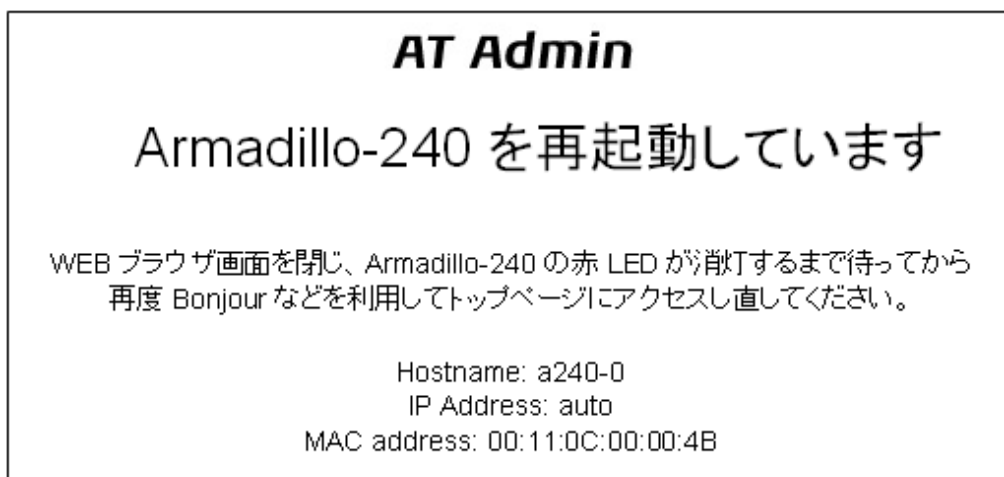 AT Admin
Armadillo-240 を再起動しています
WEB ブラウザ画面を閉じ、Armadillo-240 の赤 LED が消灯するまで待ってから
再度 Bonjour などを利用してトップページにアクセスし直してください。
Hostname: a240-0
IP Address: auto
MAC address: 00:11:0C:00:00:4B